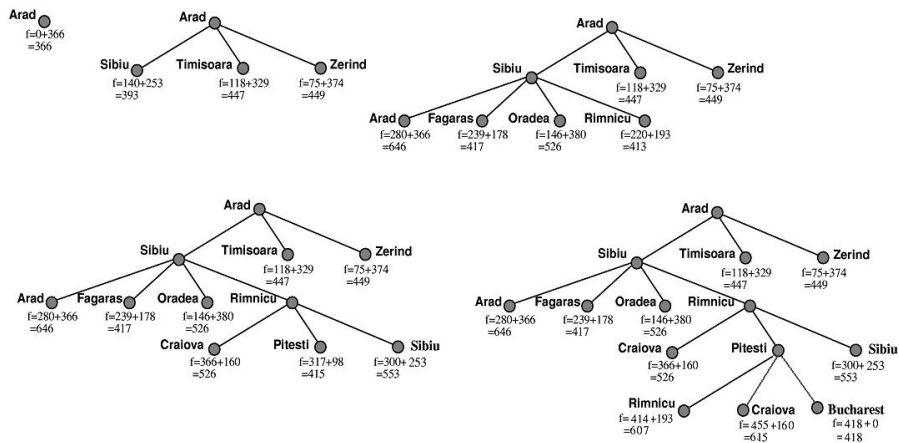 Arad
f=0+366
=366
Arad
Sibiu
f=140+253
=393
Timisoara
f=118+329
=447
Zerind
f=75+374
=449
Arad
Sibiu
Timisoara
f=118+329
=447
Zerind
f=75+374
=449
Arad
f=280+366
=646
Fagaras
f=239+178
=417
Oradea
f=146+380
=526
Rimnicu
f=220+193
=413
Arad
Sibiu
Timisoara
f=118+329
=447
Zerind
f=75+374
=449
Arad
f=280+366
=646
Fagaras
f=239+178
=417
Oradea
f=146+380
=526
Rimnicu
Craiova
f=366+160
=526
Pitesti
f=317+98
=415
Sibiu
f=300+253
=553
Arad
Sibiu
Timisoara
f=118+329
=447
Zerind
f=75+374
=449
Arad
f=280+366
=646
Fagaras
f=239+178
=417
Oradea
f=146+380
=526
Rimnicu
Craiova
f=366+160
=526
Pitesti
Sibiu
f=300+253
=553
Rimnicu
f=414+193
=607
Craiova
f=455+160
=615
Bucharest
f=418+0
=418